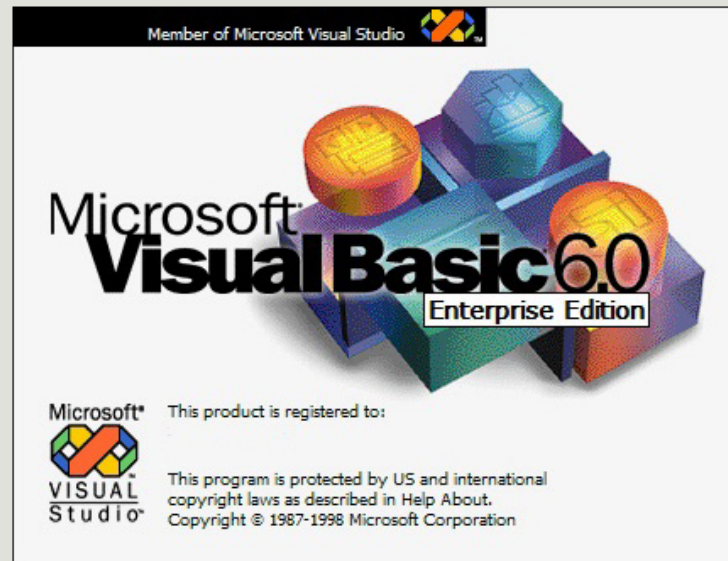 Member of Microsoft Visual Studio
Microsoft
Visual Basic 6.0
Enterprise Edition
Microsoft®
VISUAL
Studio™
This product is registered to:
This program is protected by US and international
copyright laws as described in Help About.
Copyright © 1987-1998 Microsoft Corporation